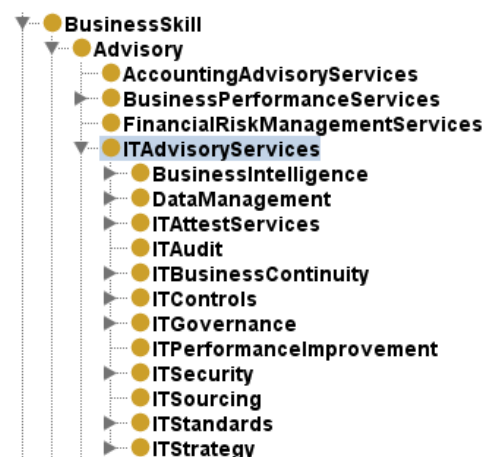 BusinessSkill
Advisory
AccountingAdvisoryServices
BusinessPerformanceServices
FinancialRiskManagementServices
ITAdvisoryServices
BusinessIntelligence
DataManagement
ITAttestServices
ITAudit
ITBusinessContinuity
ITControls
ITGovernance
ITPerformanceImprovement
ITSecurity
ITSourcing
ITStandards
ITStrategy